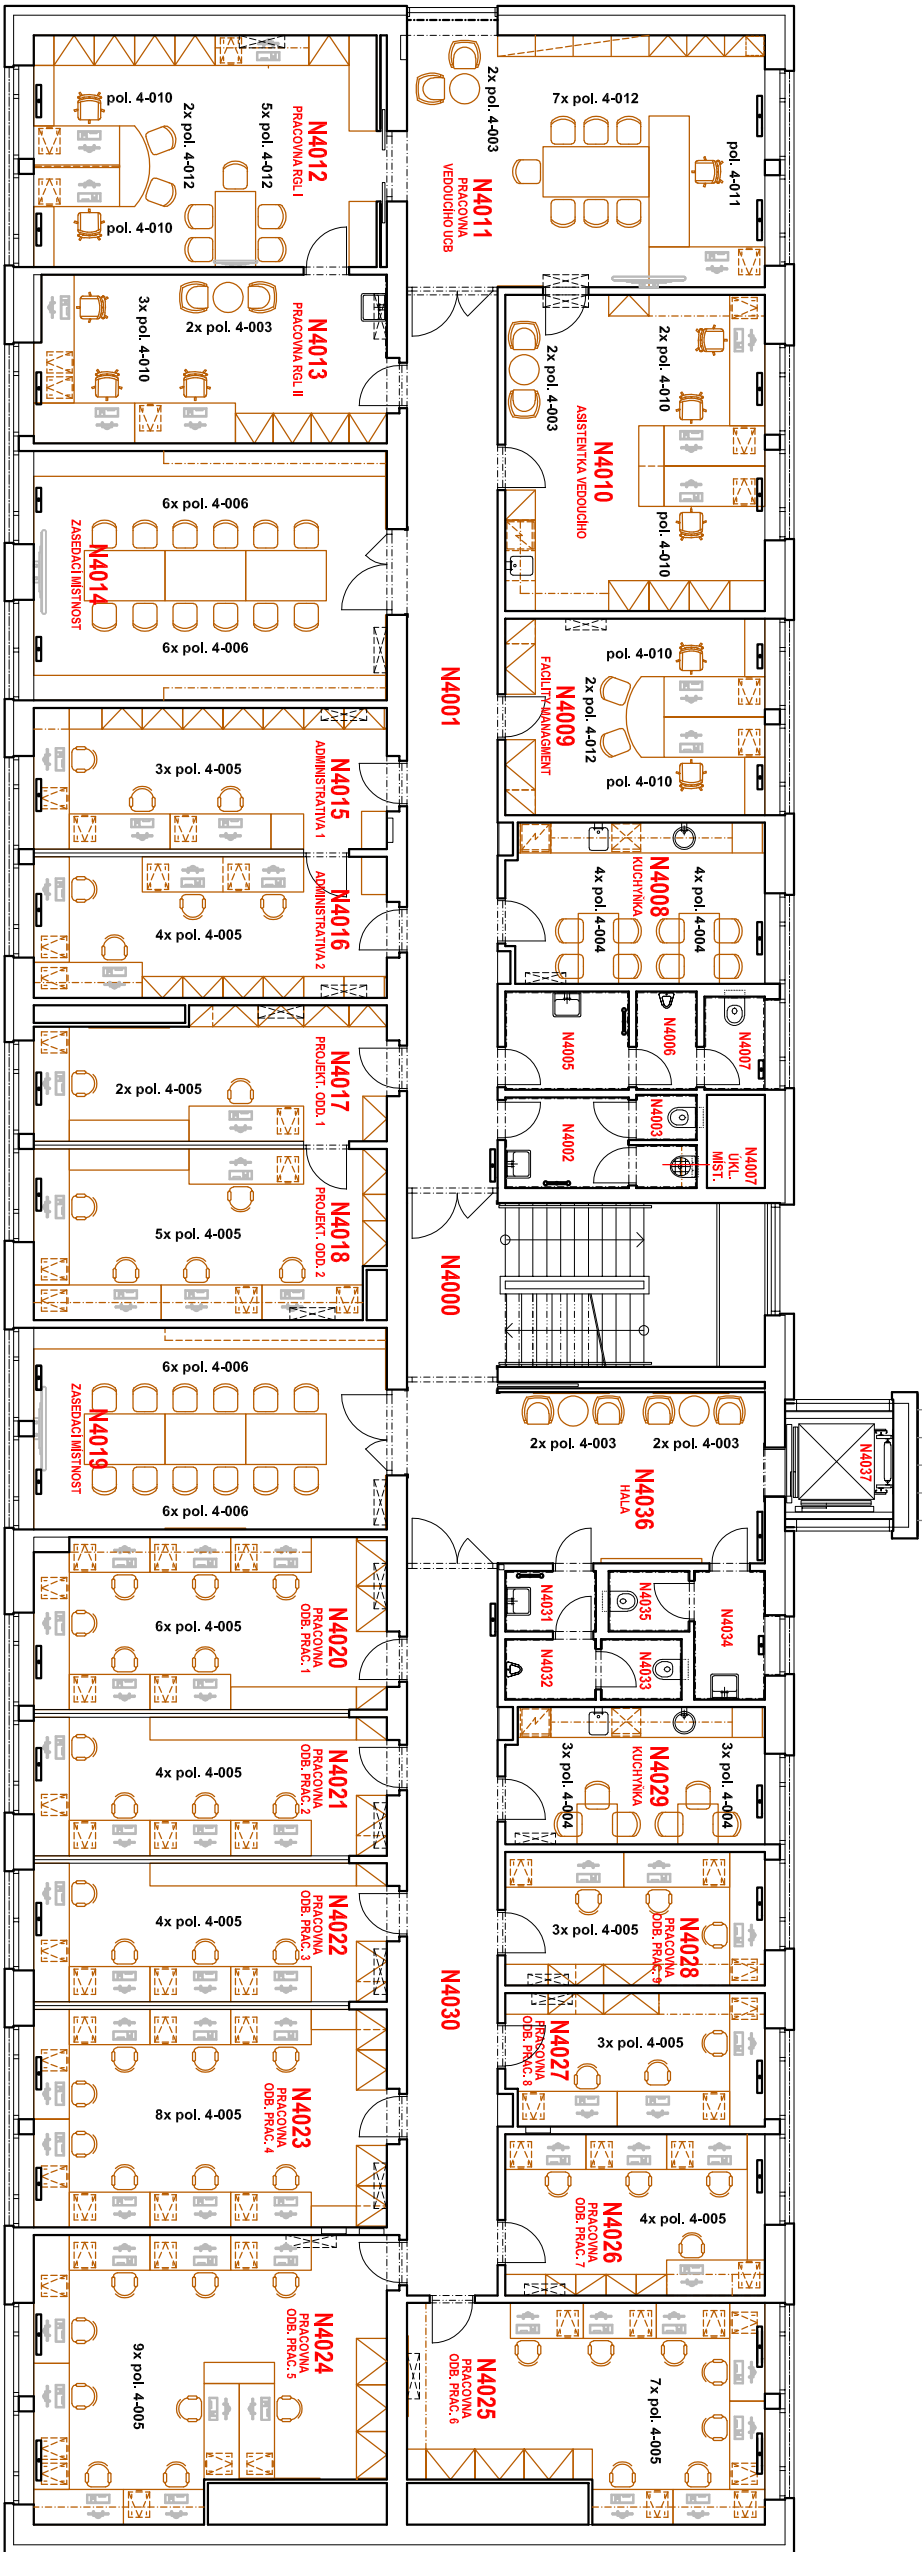 N4012
PRACOVNA RGL I
pol. 4-010
2x pol. 4-012
5x pol. 4-012
pol. 4-010
N4011
PRACOVNA
VEDOUCÍHO UCB
2x pol. 4-003
7x pol. 4-012
pol. 4-011
N4013
PRACOVNA RGL II
3x pol. 4-010
2x pol. 4-003
N4010
ASISTENTKA VEDOUCÍHO
2x pol. 4-003
2x pol. 4-010
pol. 4-010
N4014
ZASEDACÍ MÍSTNOST
6x pol. 4-006
6x pol. 4-006
N4001
N4009
FACILITY MANAGMENT
pol. 4-010
2x pol. 4-012
pol. 4-010
N4015
ADMINISTRATIVA 1
3x pol. 4-005
N4016
ADMINISTRATIVA 2
4x pol. 4-005
N4008
KUCHYŇKA
4x pol. 4-004
4x pol. 4-004
N4017
PROJEKT. ODD. 1
2x pol. 4-005
N4005
N4006
N4007
N4002
N4003
N4007
ÚKL.
MÍST.
N4018
PROJEKT. ODD. 2
5x pol. 4-005
N4000
N4019
ZASEDACÍ MÍSTNOST
6x pol. 4-006
6x pol. 4-006
2x pol. 4-003
2x pol. 4-003
N4036
HALA
N4037
N4020
PRACOVNA
ODB. PRAC. 1
6x pol. 4-005
N4031
N4035
N4034
N4032
N4033
N4021
PRACOVNA
ODB. PRAC. 2
4x pol. 4-005
N4029
KUCHYŇKA
3x pol. 4-004
3x pol. 4-004
N4022
PRACOVNA
ODB. PRAC. 3
4x pol. 4-005
N4028
PRACOVNA
ODB. PRAC. 9
3x pol. 4-005
N4030
N4023
PRACOVNA
ODB. PRAC. 4
8x pol. 4-005
N4027
PRACOVNA
ODB. PRAC. 8
3x pol. 4-005
N4026
PRACOVNA
ODB. PRAC. 7
4x pol. 4-005
N4024
PRACOVNA
ODB. PRAC. 5
9x pol. 4-005
N4025
PRACOVNA
ODB. PRAC. 6
7x pol. 4-005